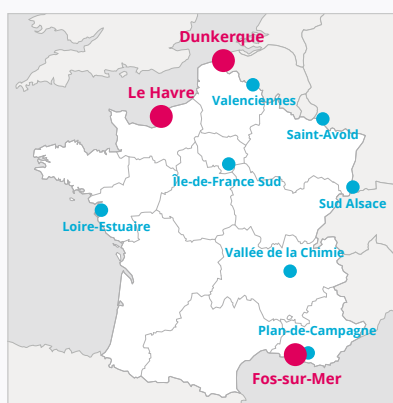 Dunkerque
Le Havre
Valenciennes
Saint-Avold
Île-de-France Sud
Sud Alsace
Loire-Estuaire
Vallée de la Chimie
Plan-de-Campagne
Fos-sur-Mer